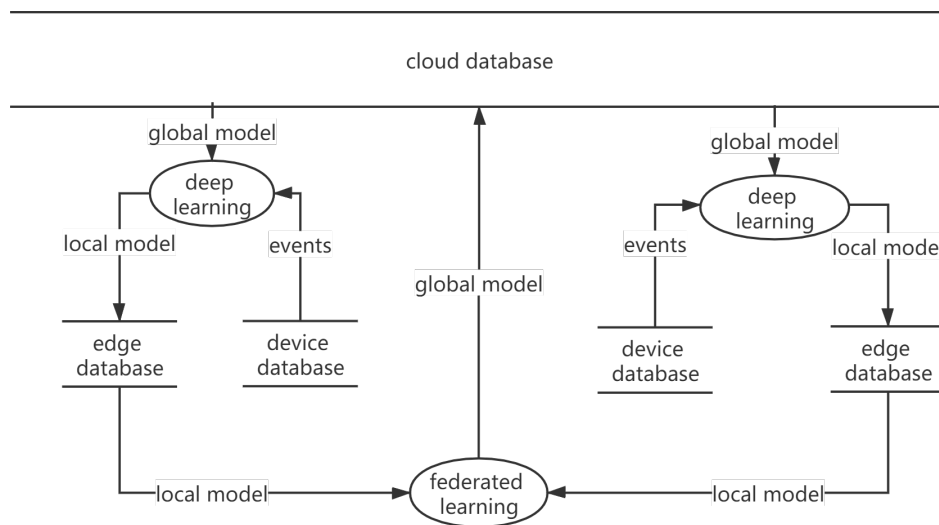 cloud database
global model
global model
deep
learning
deep
learning
local model
events
events
local mode
global model
edge
database
device
database
device
database
edge
database
federated
learning
local model
local model